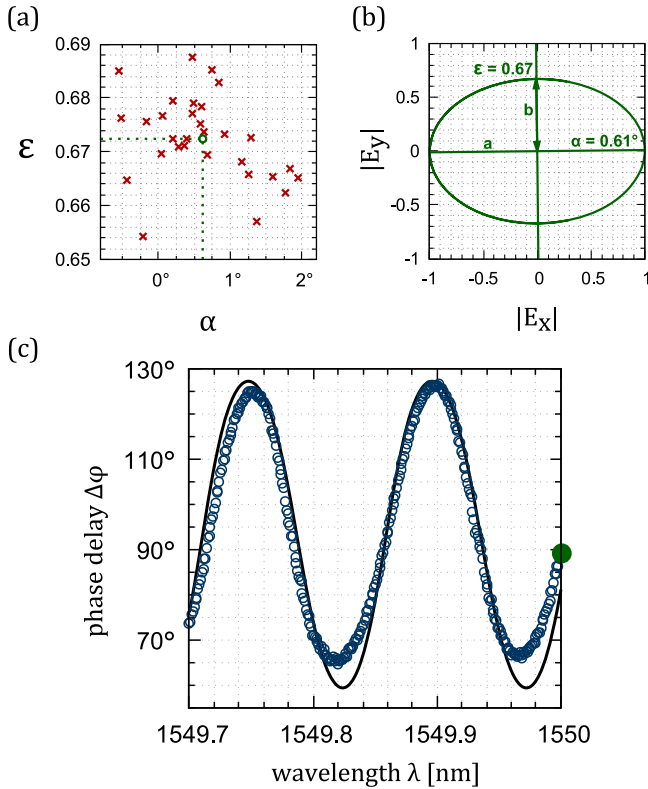 (a)
0.69
0.68
0.67
0.66
0.65
ε
0° 1° 2°
α
(b)
1
0.5
0
-0.5
-1
|Ey|
ε = 0.67
b
a
α = 0.61°
-1 -0.5 0 0.5 1
|Ex|
(c)
130°
110°
90°
70°
phase delay Δφ
1549.7 1549.8 1549.9 1550
wavelength λ [nm]